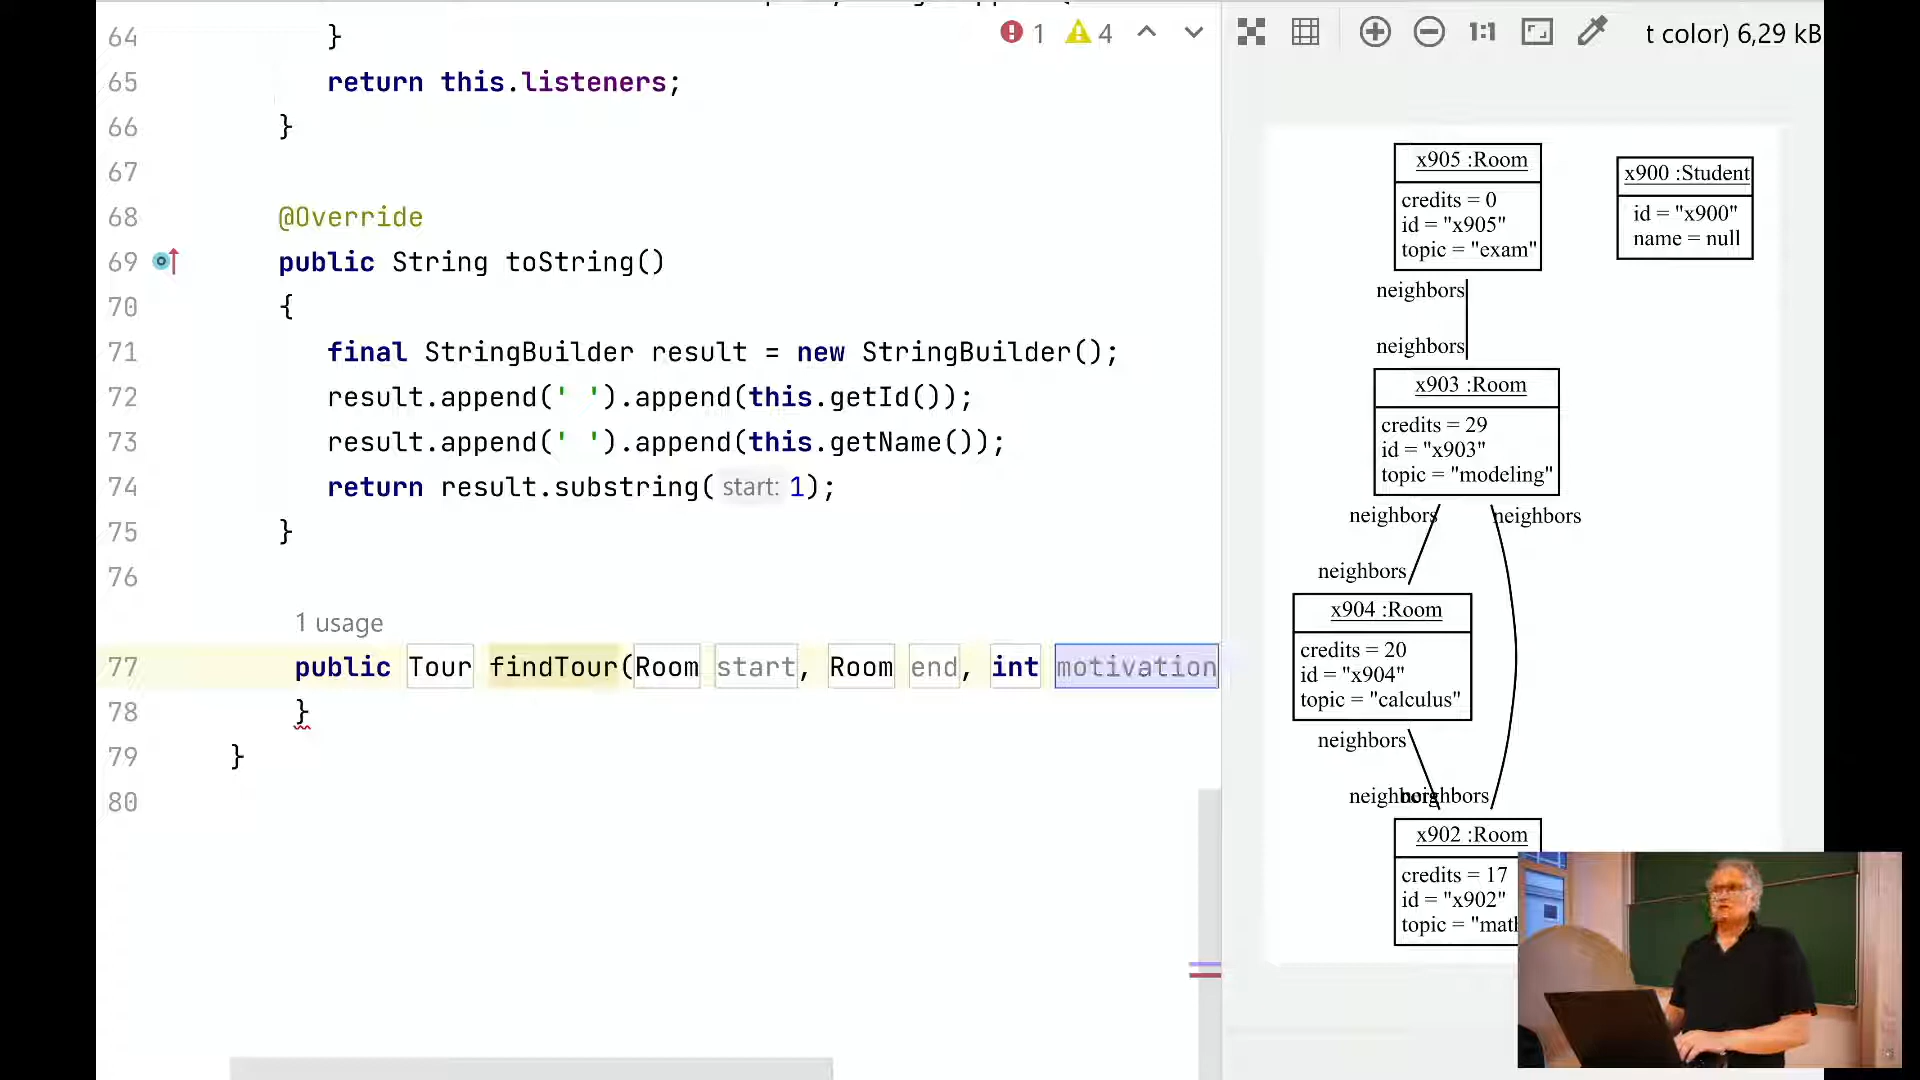 64 }
65 return this.listeners;
66 }
67
68 @Override
69 public String toString()
70 {
71 final StringBuilder result = new StringBuilder();
72 result.append(' ').append(this.getId());
73 result.append(' ').append(this.getName());
74 return result.substring( start: 1);
75 }
76
1 usage
77 public Tour findTour(Room start, Room end, int motivation
78 }
79 }
80
1 4
1:1 t color) 6,29 kB
x905 :Room
credits = 0
id = "x905"
topic = "exam"
x900 :Student
id = "x900"
name = null
neighbors
neighbors
x903 :Room
credits = 29
id = "x903"
topic = "modeling"
neighbors neighbors
neighbors
x904 :Room
credits = 20
id = "x904"
topic = "calculus"
neighbors
neighbors neighbors
x902 :Room
credits = 17
id = "x902"
topic = "math